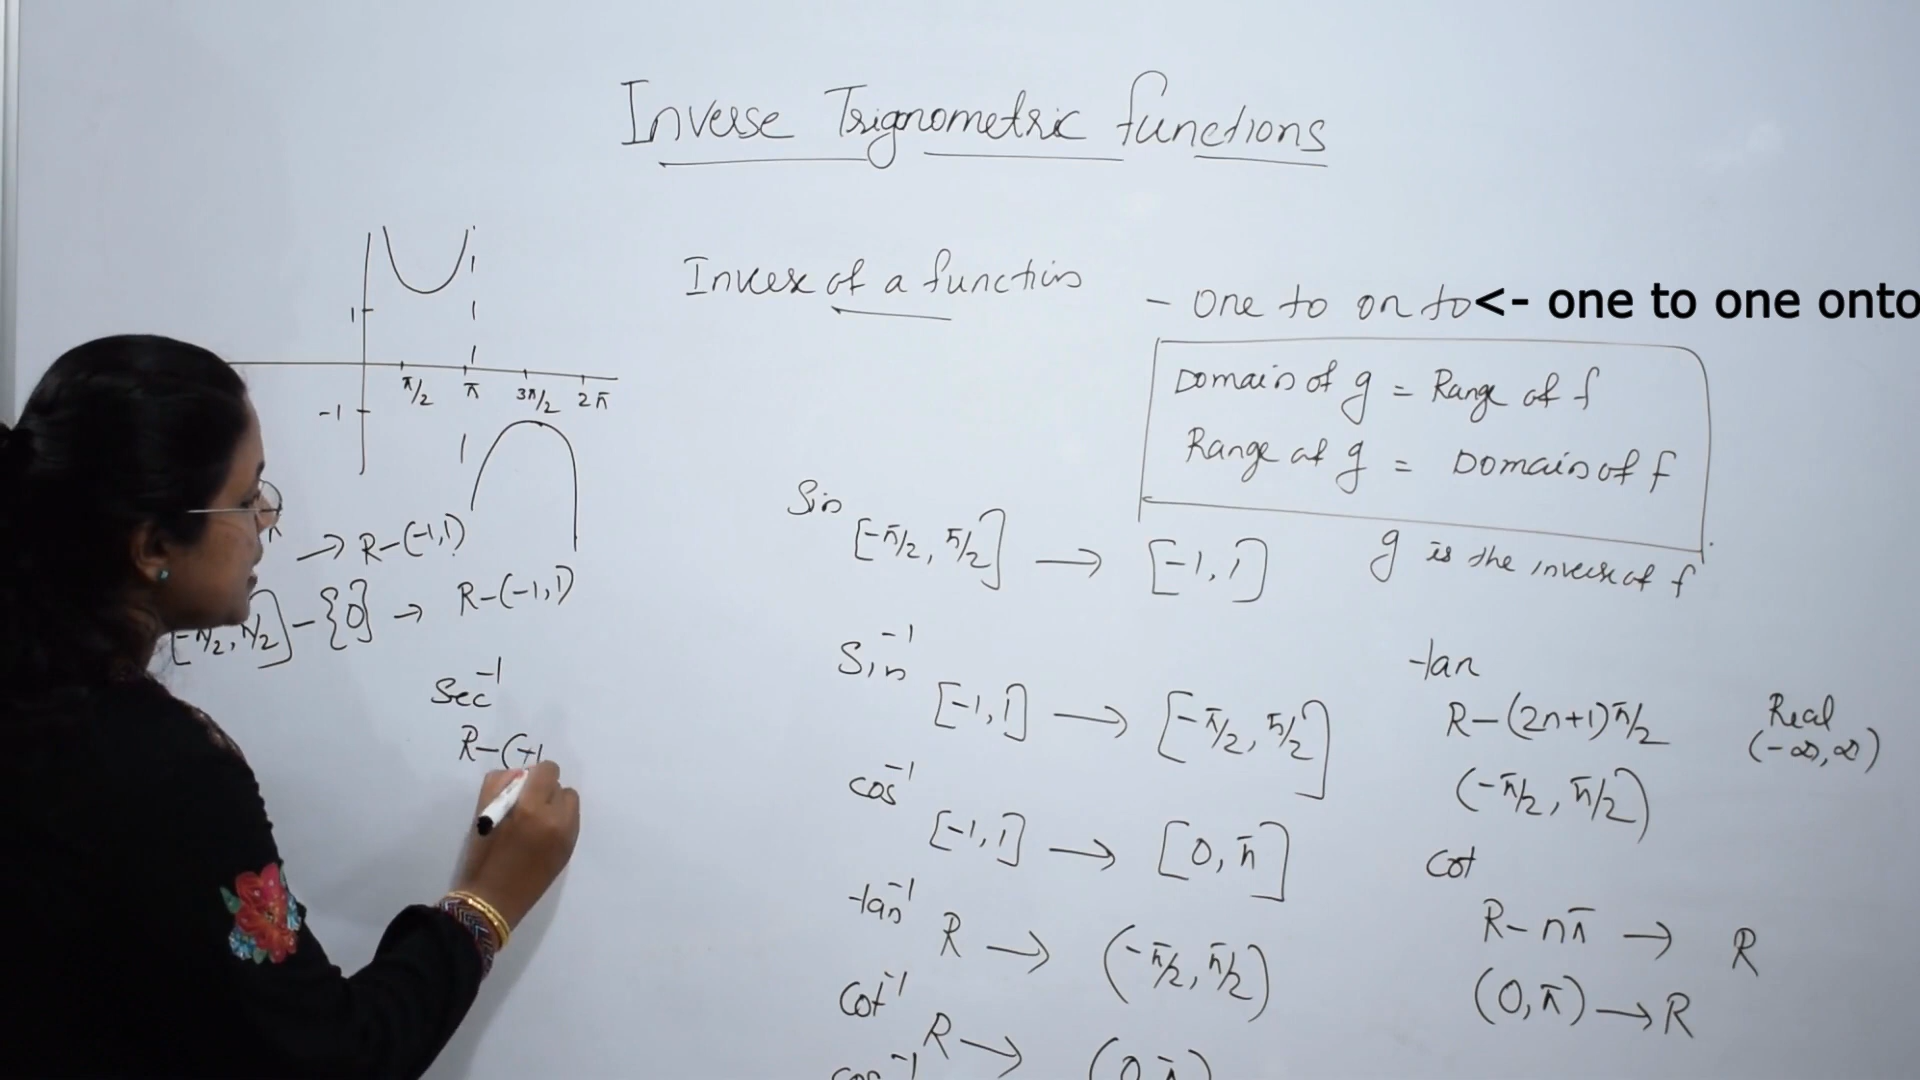 Inverse Trignometric functions
Inverse of a function
- one to on to<- one to one onto
Domain of g = Range of f
Range of g = Domain of f
g is the inverse of f
1
π/2 π 3π/2 2π
-1
→ R-(-1,1)
[-π/2, π/2] - {0} → R-(-1,1)
Sec⁻¹
R-(-1
Sin
[-π/2, π/2] → [-1,1]
Sin⁻¹
[-1,1] → [-π/2, π/2]
cos⁻¹
[-1,1] → [0, π]
tan⁻¹
R → (-π/2, π/2)
Cot⁻¹
R →
tan
R-(2n+1)π/2 Real
(-∞,∞)
(-π/2, π/2)
Cot
R-nπ → R
(0,π) → R